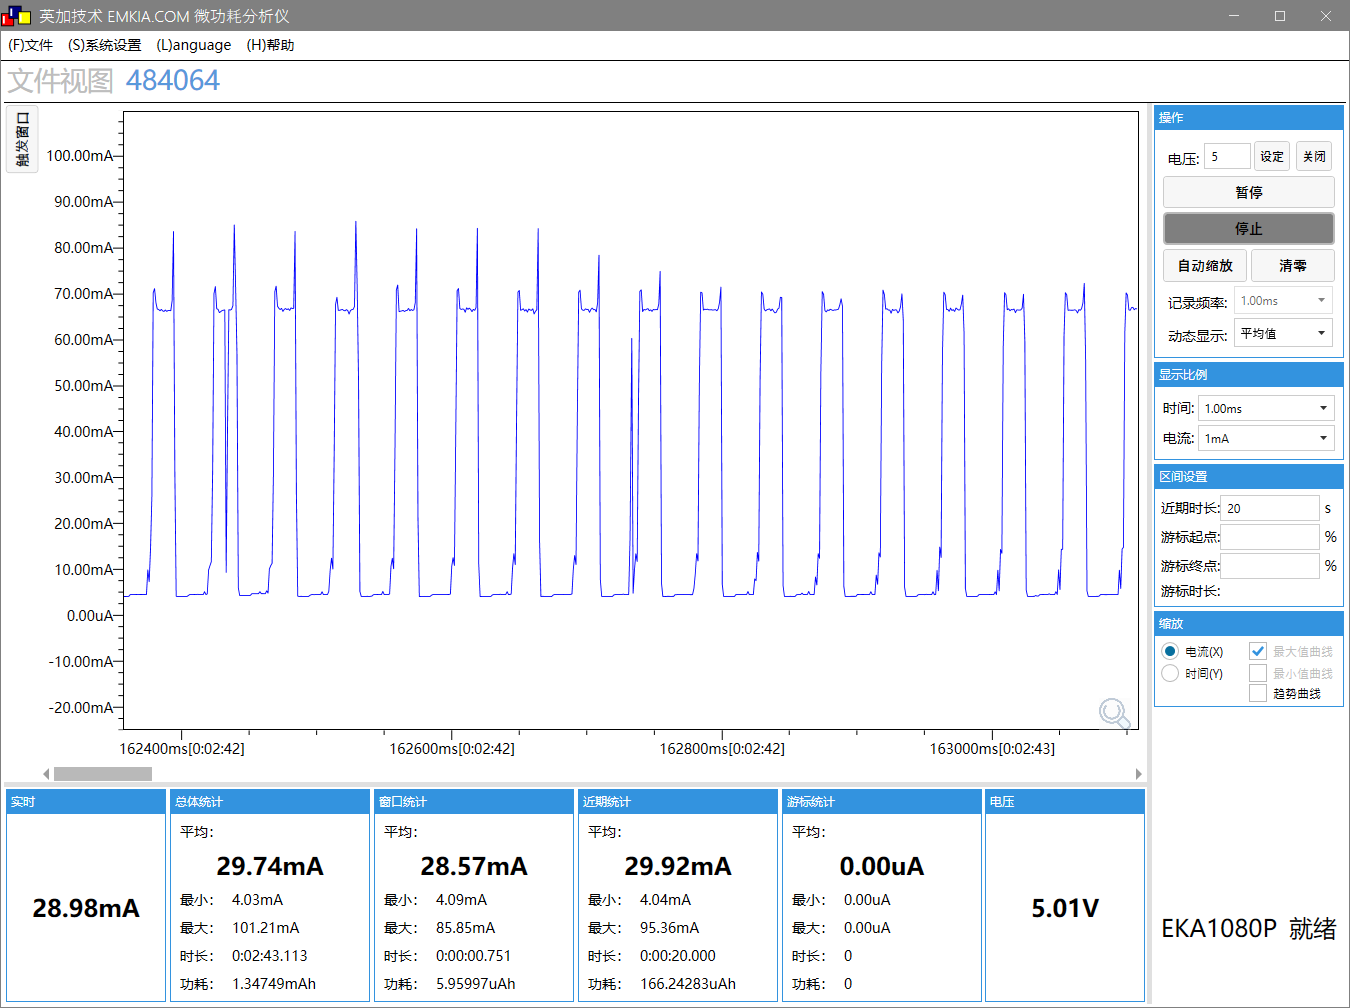 英加技术 EMKIA.COM 微功耗分析仪
(F)文件 (S)系统设置 (L)anguage (H)帮助
文件视图 484064
触发窗口
100.00mA
90.00mA
80.00mA
70.00mA
60.00mA
50.00mA
40.00mA
30.00mA
20.00mA
10.00mA
0.00uA
-10.00mA
-20.00mA
162400ms[0:02:42] 162600ms[0:02:42] 162800ms[0:02:42] 163000ms[0:02:43]
操作
电压: 5 设定 关闭
暂停
停止
自动缩放 清零
记录频率: 1.00ms
动态显示: 平均值
显示比例
时间: 1.00ms
电流: 1mA
区间设置
近期时长: 20 s
游标起点: %
游标终点: %
游标时长:
缩放
电流(X) 最大值曲线
时间(Y) 最小值曲线
趋势曲线
实时
28.98mA
总体统计
平均:
29.74mA
最小: 4.03mA
最大: 101.21mA
时长: 0:02:43.113
功耗: 1.34749mAh
窗口统计
平均:
28.57mA
最小: 4.09mA
最大: 85.85mA
时长: 0:00:00.751
功耗: 5.95997uAh
近期统计
平均:
29.92mA
最小: 4.04mA
最大: 95.36mA
时长: 0:00:20.000
功耗: 166.24283uAh
游标统计
平均:
0.00uA
最小: 0.00uA
最大: 0.00uA
时长: 0
功耗: 0
电压
5.01V
EKA1080P 就绪